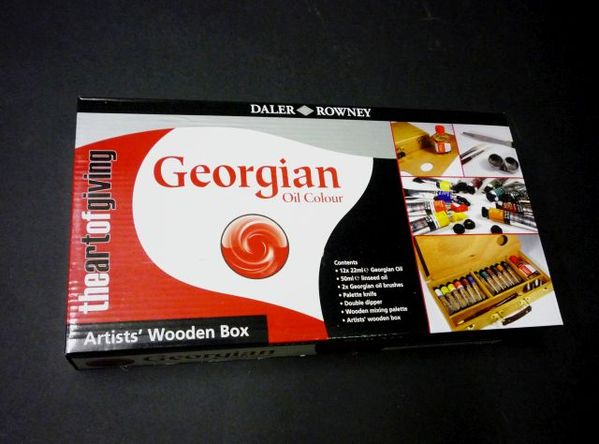 DALER ROWNEY
theartofgiving
Georgian
Oil Colour
Contents
• 12x 22ml ℮ Georgian Oil
• 50ml ℮ linseed oil
• 2x Georgian oil brushes
• Palette knife
• Double dipper
• Wooden mixing palette
• Artists' wooden box
Artists' Wooden Box
Georgian